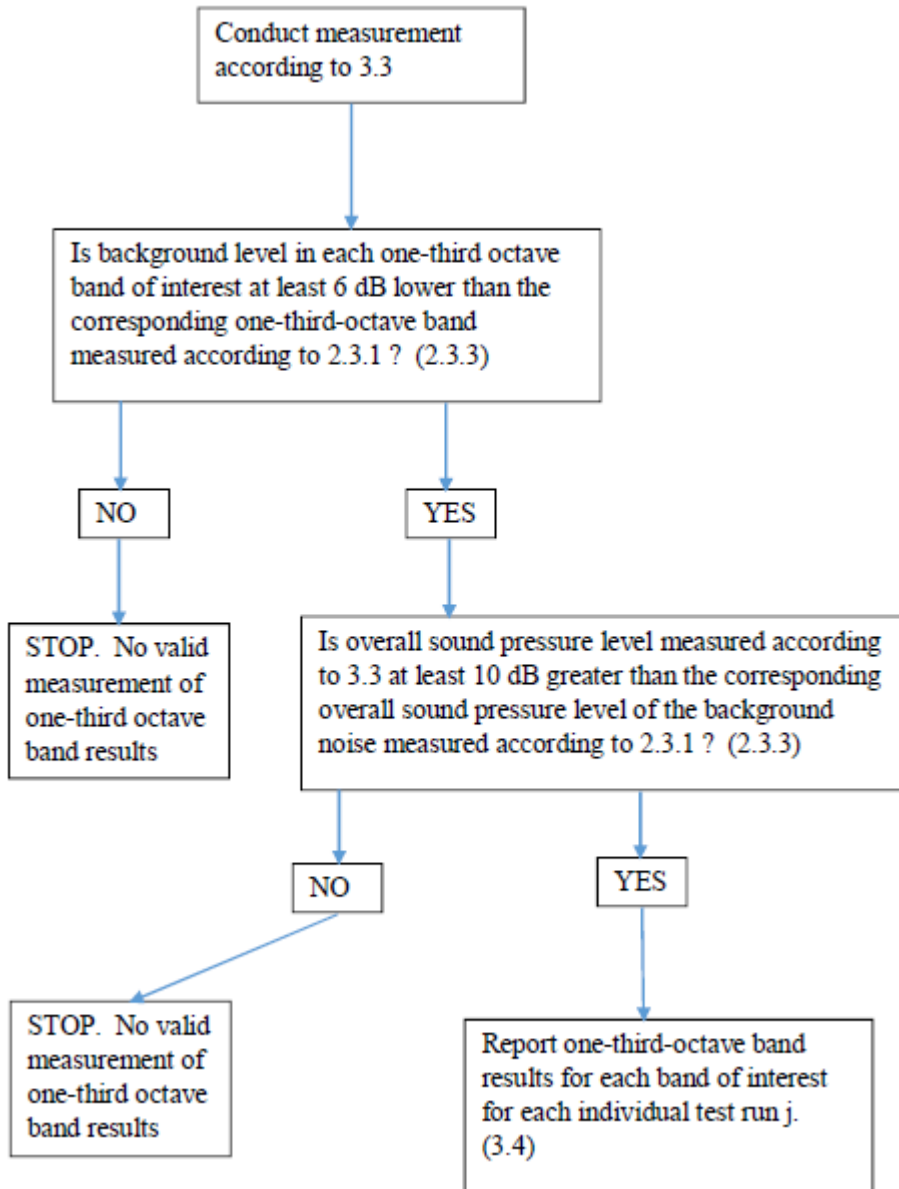 Conduct measurement
according to 3.3
Is background level in each one-third octave
band of interest at least 6 dB lower than the
corresponding one-third-octave band
measured according to 2.3.1 ?  (2.3.3)
NO
YES
STOP.  No valid
measurement of
one-third octave
band results
Is overall sound pressure level measured according
to 3.3 at least 10 dB greater than the corresponding
overall sound pressure level of the background
noise measured according to 2.3.1 ?  (2.3.3)
NO
YES
STOP.  No valid
measurement of
one-third octave
band results
Report one-third-octave band
results for each band of interest
for each individual test run j.
(3.4)